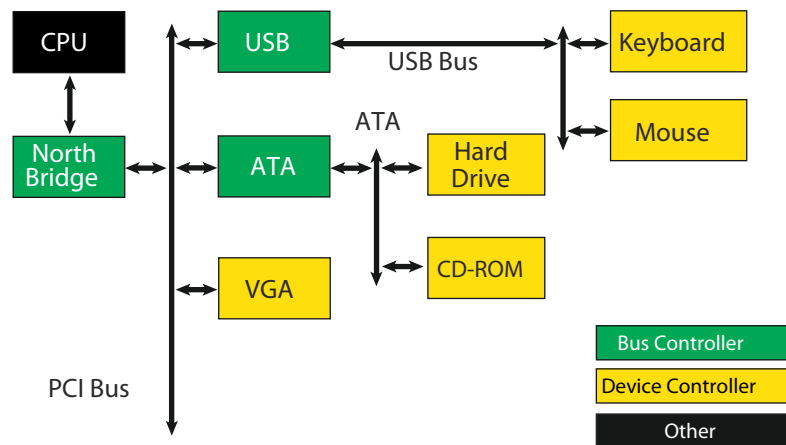 CPU
USB
Keyboard
USB Bus
ATA
Mouse
North
Bridge
ATA
Hard
Drive
VGA
CD-ROM
PCI Bus
Bus Controller
Device Controller
Other